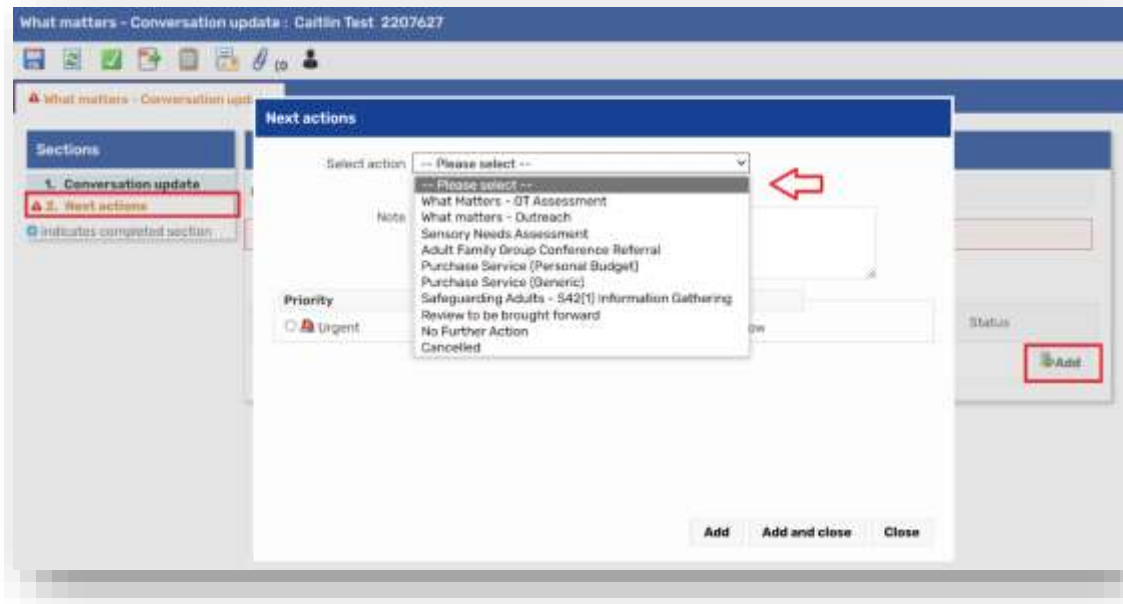 What matters - Conversation update : Caitlin Test 2207627
What matters - Conversation upd
Sections
1. Conversation update
2. Next actions
indicates completed section
Next actions
Select action
-- Please select --
-- Please select --
What Matters - OT Assessment
What matters - Outreach
Sensory Needs Assessment
Adult Family Group Conference Referral
Purchase Service (Personal Budget)
Purchase Service (Generic)
Safeguarding Adults - S42[1] Information Gathering
Review to be brought forward
No Further Action
Cancelled
Note
Priority
Urgent
ow
Status
Add
Add
Add and close
Close